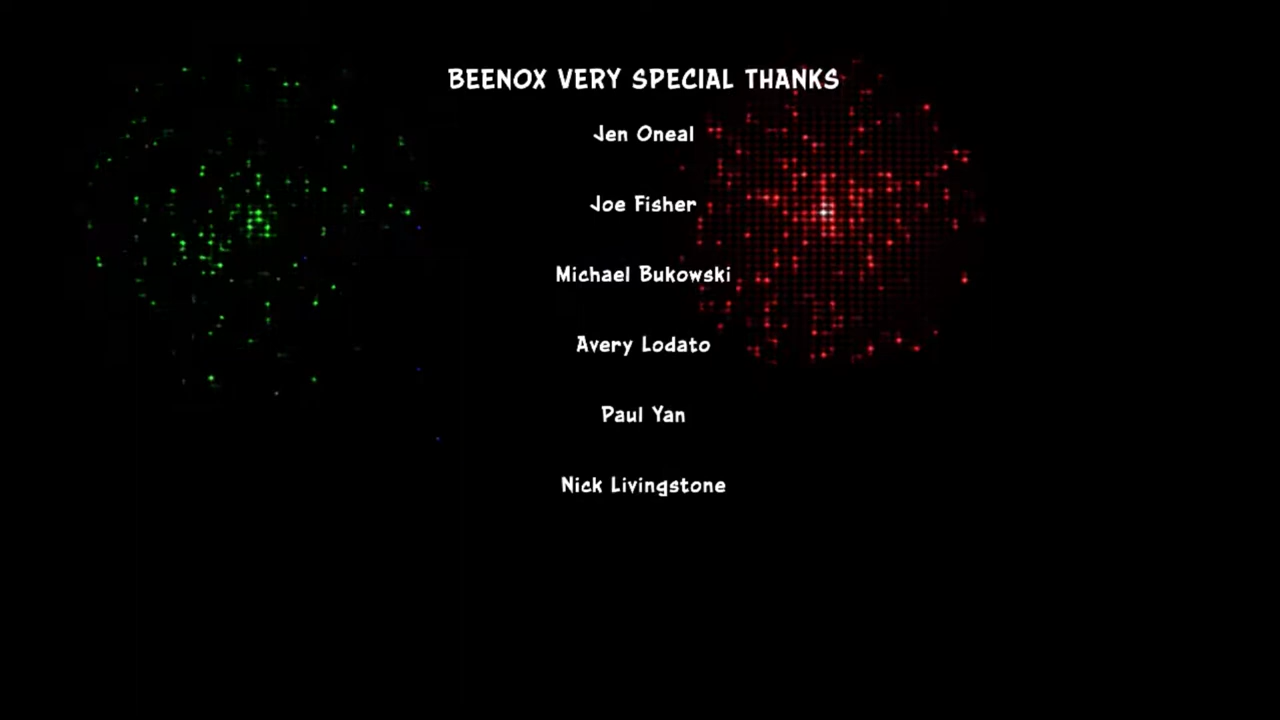 BEENOX VERY SPECIAL THANKS
Jen Oneal
Joe Fisher
Michael Bukowski
Avery Lodato
Paul Yan
Nick Livingstone